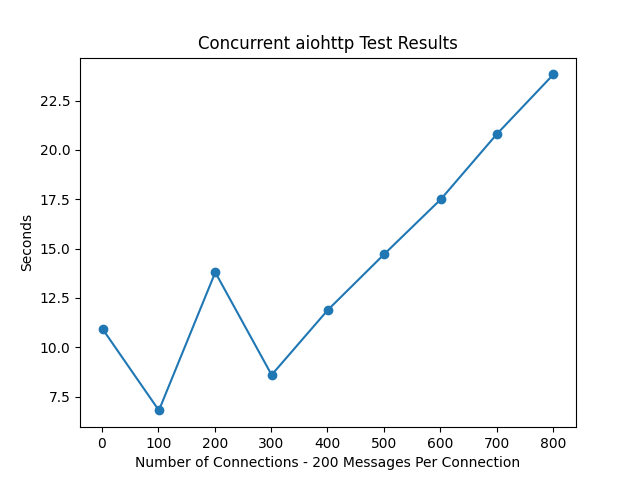 Concurrent aiohttp Test Results
22.5
20.0
17.5
15.0
12.5
10.0
7.5
Seconds
0 100 200 300 400 500 600 700 800
Number of Connections - 200 Messages Per Connection